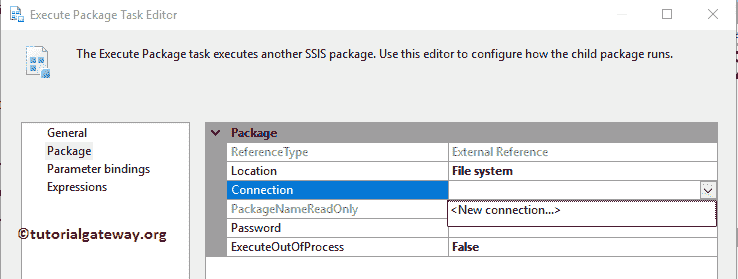 Execute Package Task Editor
The Execute Package task executes another SSIS package. Use this editor to configure how the child package runs.
General
Package
Parameter bindings
Expressions
©tutorialgateway.org
Package
ReferenceType External Reference
Location File system
Connection
<New connection...>
PackageNameReadOnly
Password
ExecuteOutOfProcess False